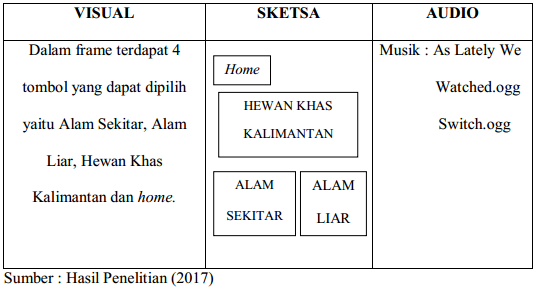 VISUAL
SKETSA
AUDIO
Dalam frame terdapat 4
tombol yang dapat dipilih
yaitu Alam Sekitar, Alam
Liar, Hewan Khas
Kalimantan dan home.
Home
HEWAN KHAS
KALIMANTAN
ALAM
SEKITAR
ALAM
LIAR
Musik : As Lately We
Watched.ogg
Switch.ogg
Sumber : Hasil Penelitian (2017)